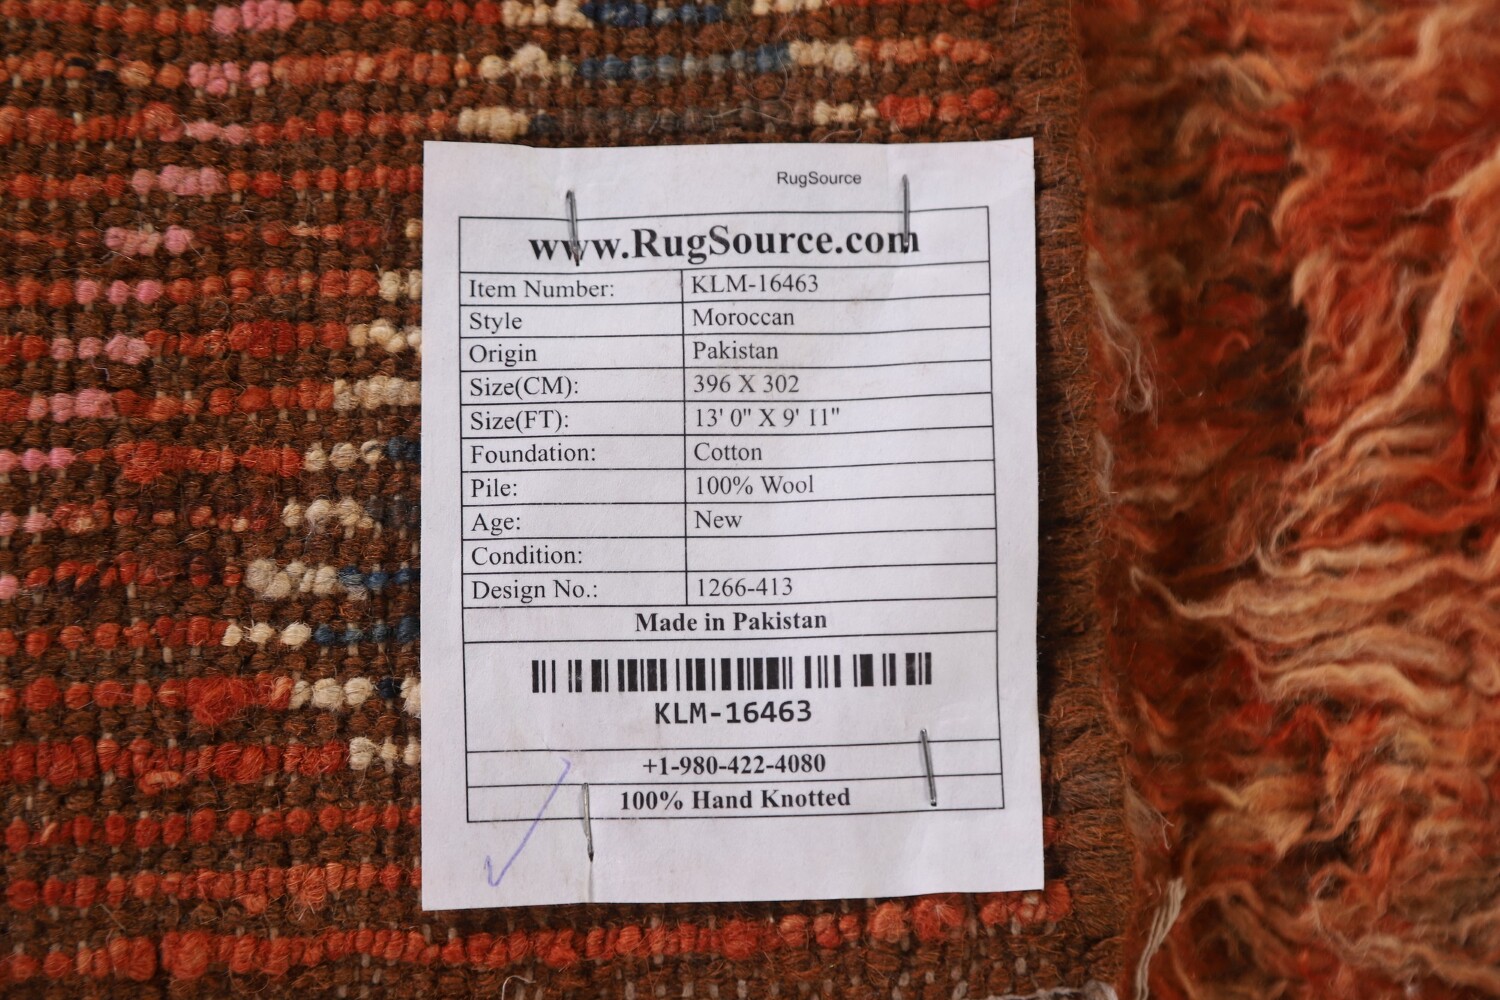 RugSource
www.RugSource.com
Item Number: KLM-16463
Style Moroccan
Origin Pakistan
Size(CM): 396 X 302
Size(FT): 13' 0" X 9' 11"
Foundation: Cotton
Pile: 100% Wool
Age: New
Condition:
Design No.: 1266-413
Made in Pakistan
KLM-16463
+1-980-422-4080
100% Hand Knotted